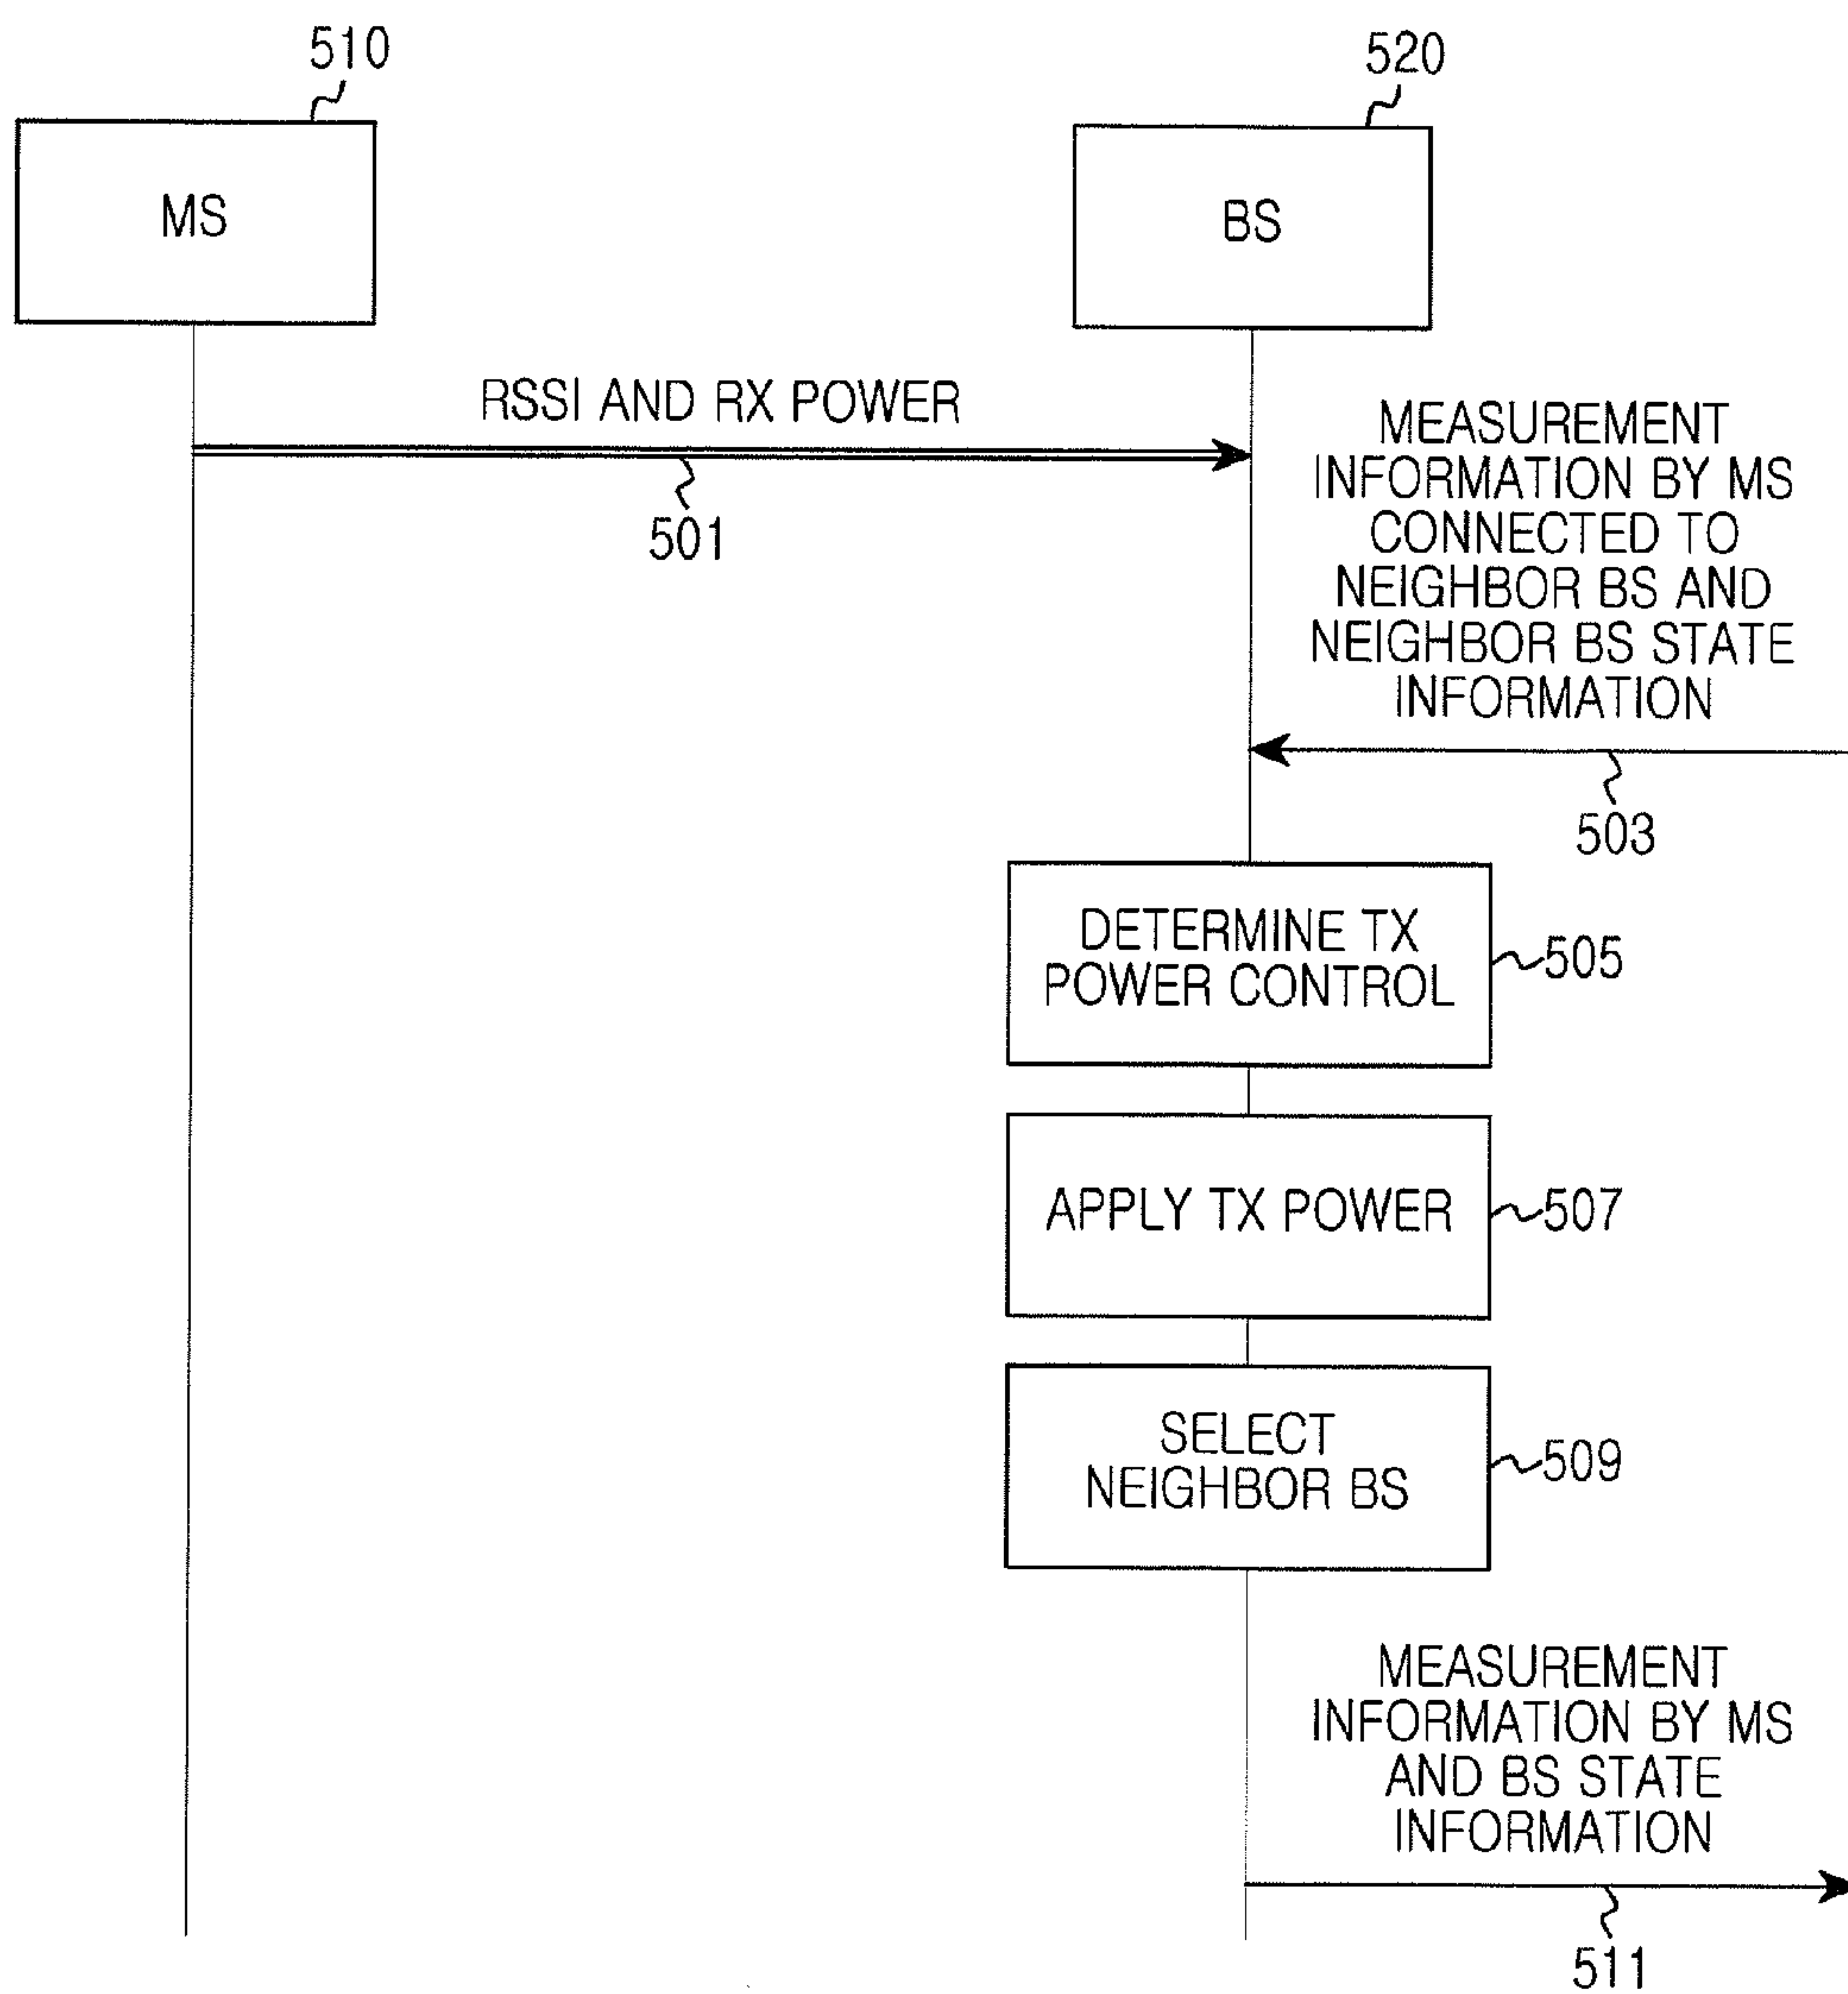 510
520
MS
BS
RSSI AND RX POWER
501
MEASUREMENT
INFORMATION BY MS
CONNECTED TO
NEIGHBOR BS AND
NEIGHBOR BS STATE
INFORMATION
503
DETERMINE TX
POWER CONTROL
505
APPLY TX POWER
507
SELECT
NEIGHBOR BS
509
MEASUREMENT
INFORMATION BY MS
AND BS STATE
INFORMATION
511